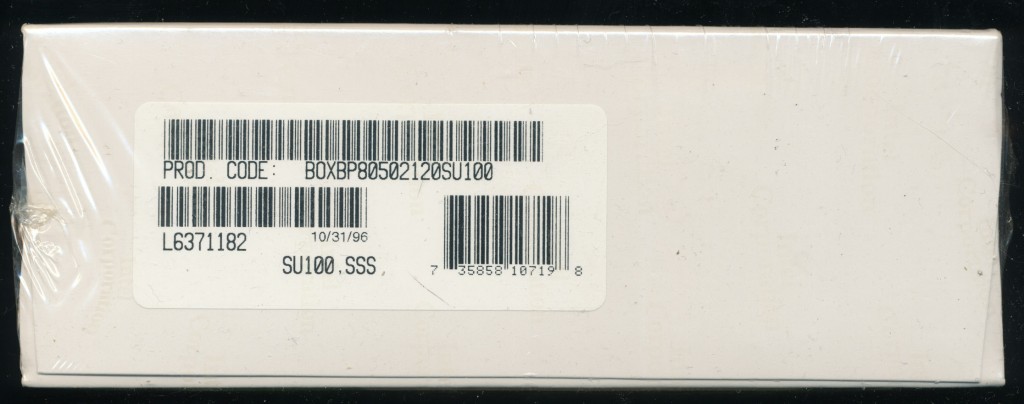 PROD. CODE: BOXBP80502120SU100
10/31/96
L6371182
SU100,SSS
7 35858 10719 8